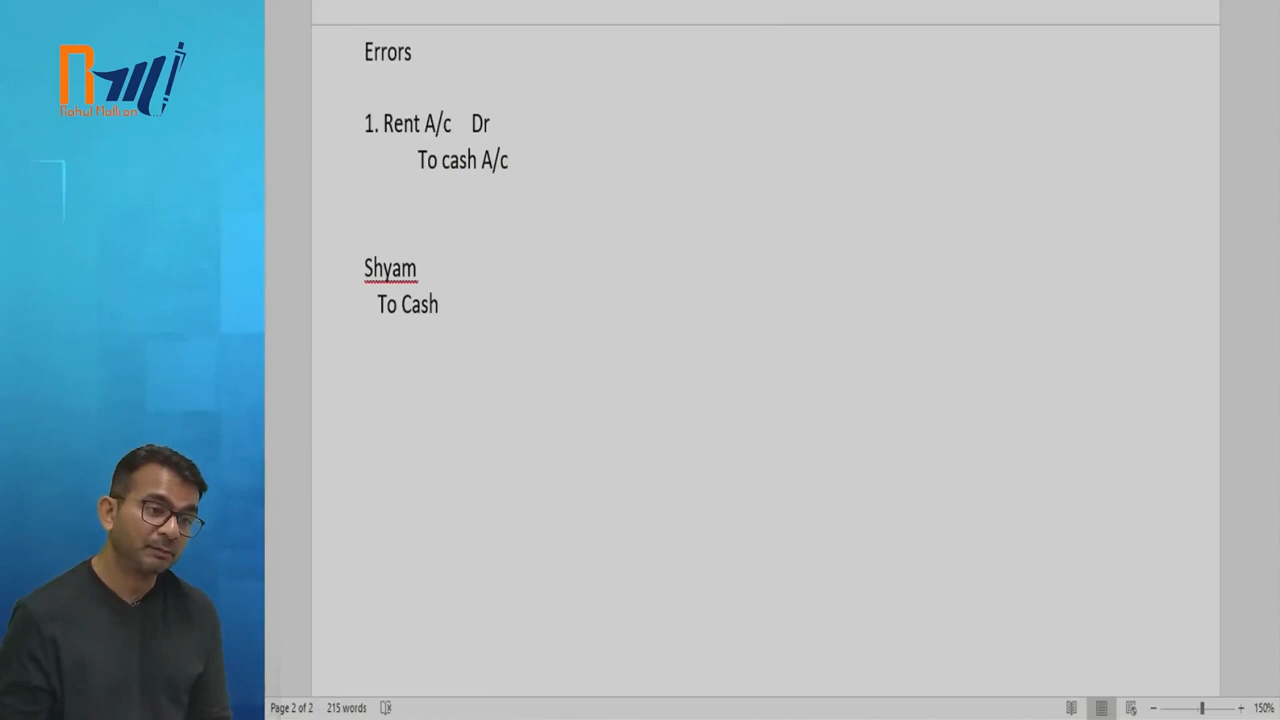 Errors
1. Rent A/c Dr
To cash A/c
Shyam
To Cash
Page 2 of 2 215 words 150%